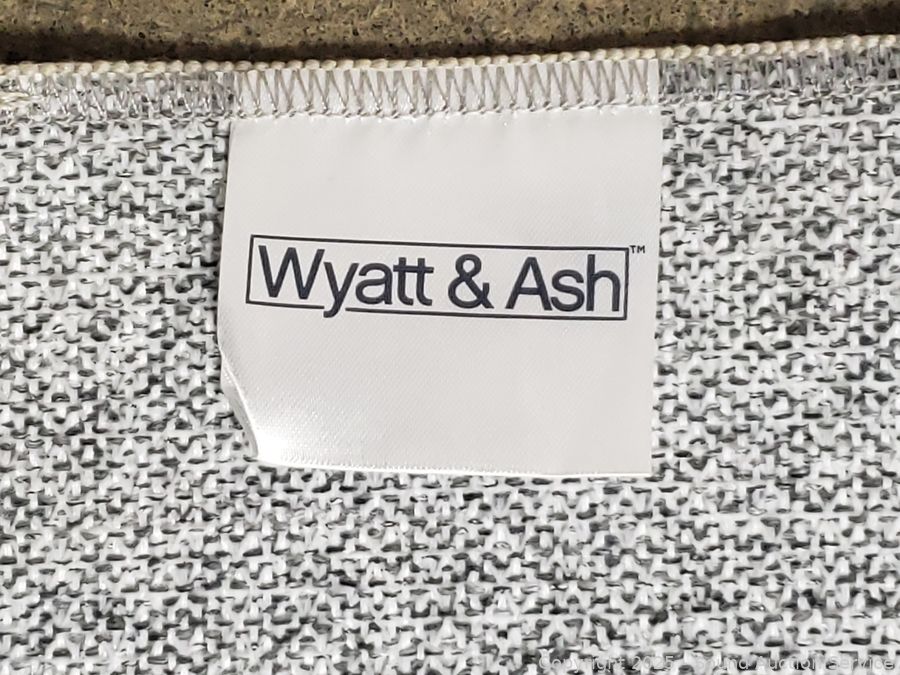 Wyatt & Ash™
Copyright 2025 - Sound Auction Service